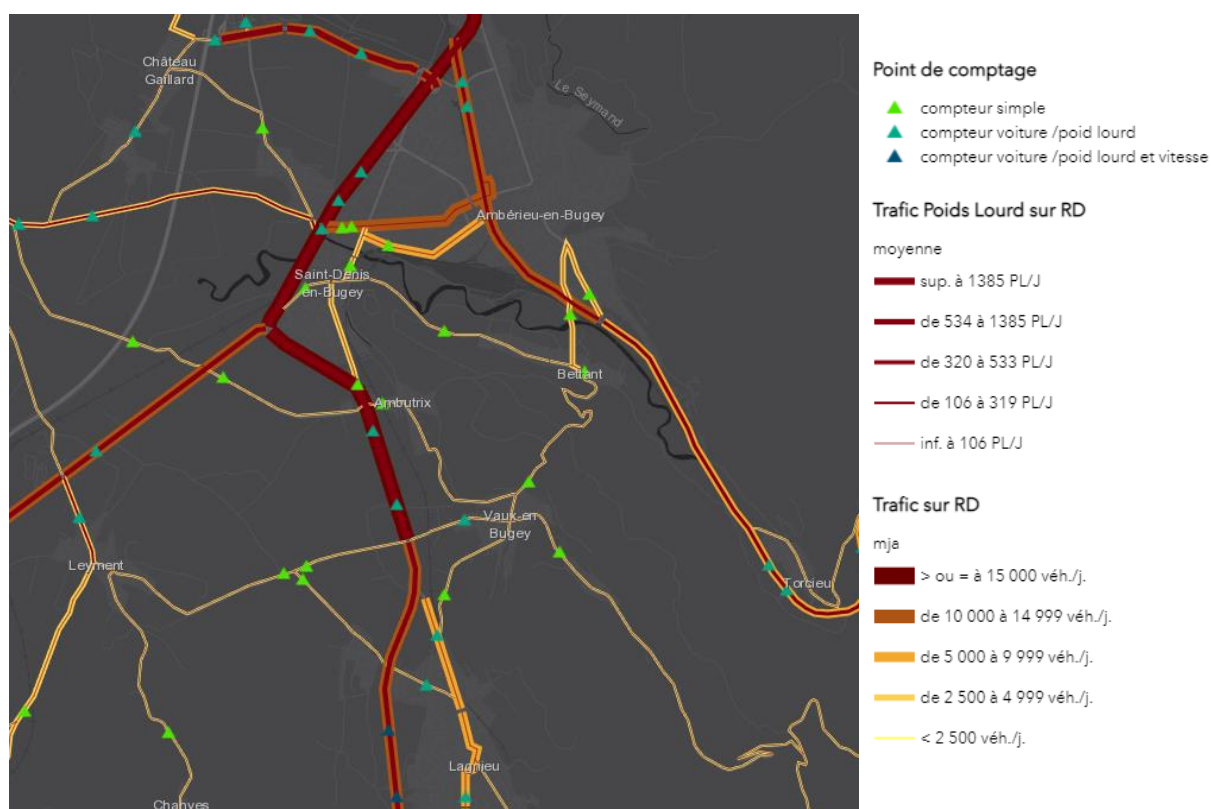 Château
Gaillard
Le Seymard
Ambérieu-en-Bugey
Saint-Denis
en-Bugey
Bettant
Ambutrix
Vaux-en
Bugey
Leyment
Torcieu
Lagnieu
Charves
Point de comptage
compteur simple
compteur voiture /poid lourd
compteur voiture /poid lourd et vitesse
Trafic Poids Lourd sur RD
moyenne
sup. à 1385 PL/J
de 534 à 1385 PL/J
de 320 à 533 PL/J
de 106 à 319 PL/J
inf. à 106 PL/J
Trafic sur RD
mja
> ou = à 15 000 véh./j.
de 10 000 à 14 999 véh./j.
de 5 000 à 9 999 véh./j.
de 2 500 à 4 999 véh./j.
< 2 500 véh./j.